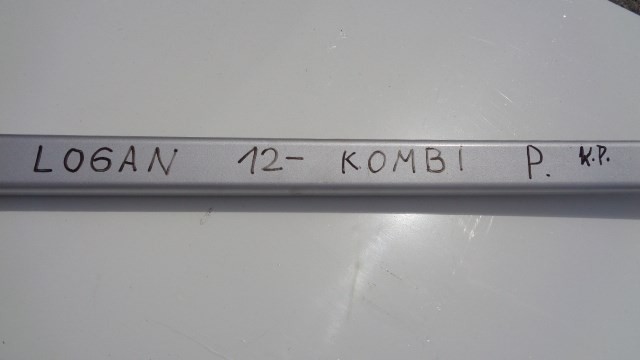 LOGAN 12- KOMBI P. K.P.